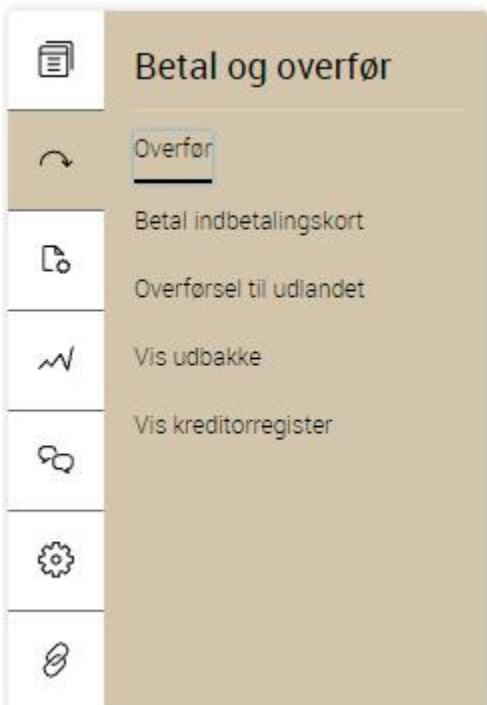 Betal og overfør
Overfør
Betal indbetalingskort
Overførsel til udlandet
Vis udbakke
Vis kreditorregister